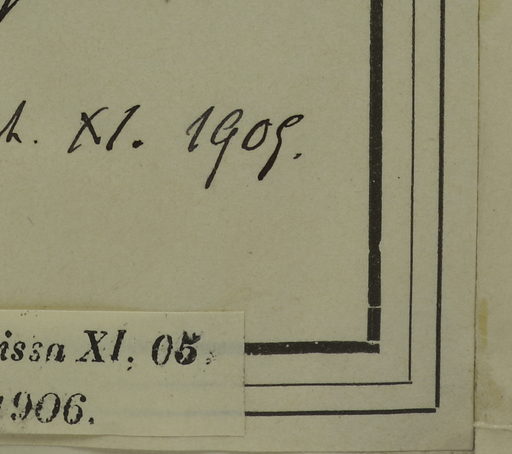 h. XI. 1905.
issa XI, 05,
1906.